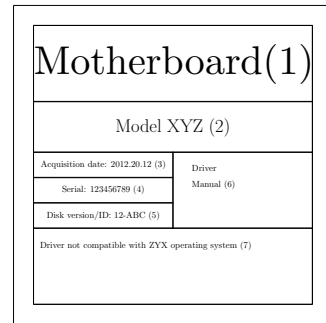 Motherboard(1)
Model XYZ (2)
Acquisition date: 2012.20.12 (3)
Serial: 123456789 (4)
Disk version/ID: 12-ABC (5)
Driver
Manual (6)
Driver not compatible with ZYX operating system (7)